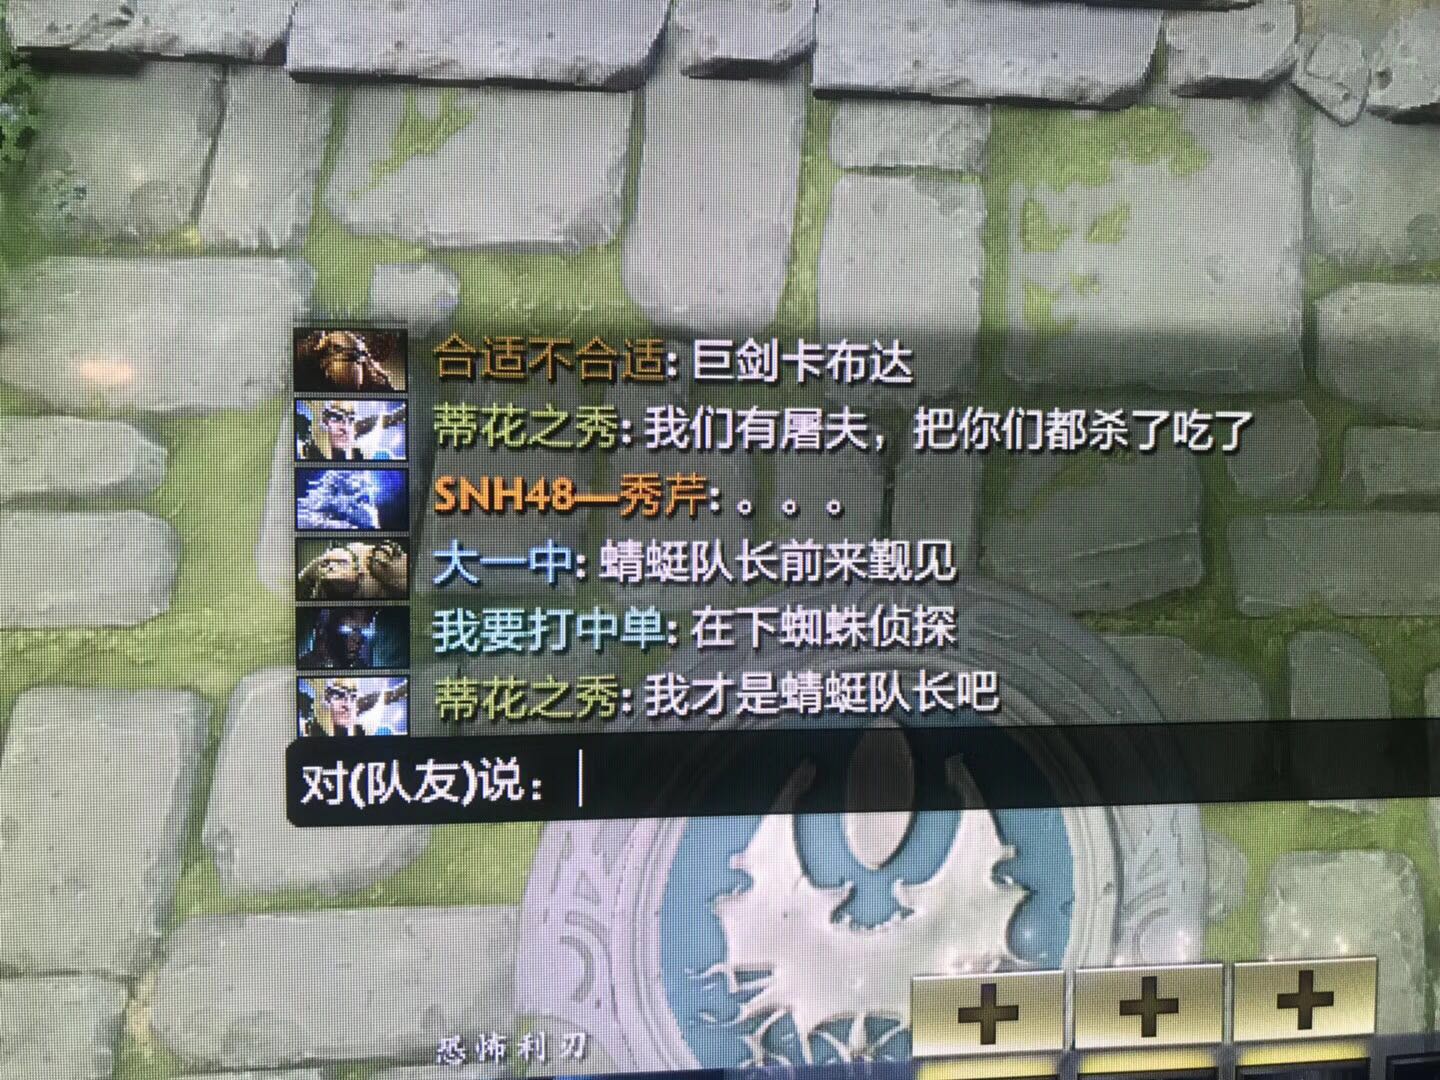 合适不合适: 巨剑卡布达
蒂花之秀: 我们有屠夫，把你们都杀了吃了
SNH48—秀芹: 。。。
大一中: 蜻蜓队长前来觐见
我要打中单: 在下蜘蛛侦探
蒂花之秀: 我才是蜻蜓队长吧
对(队友)说：
恐怖利刃